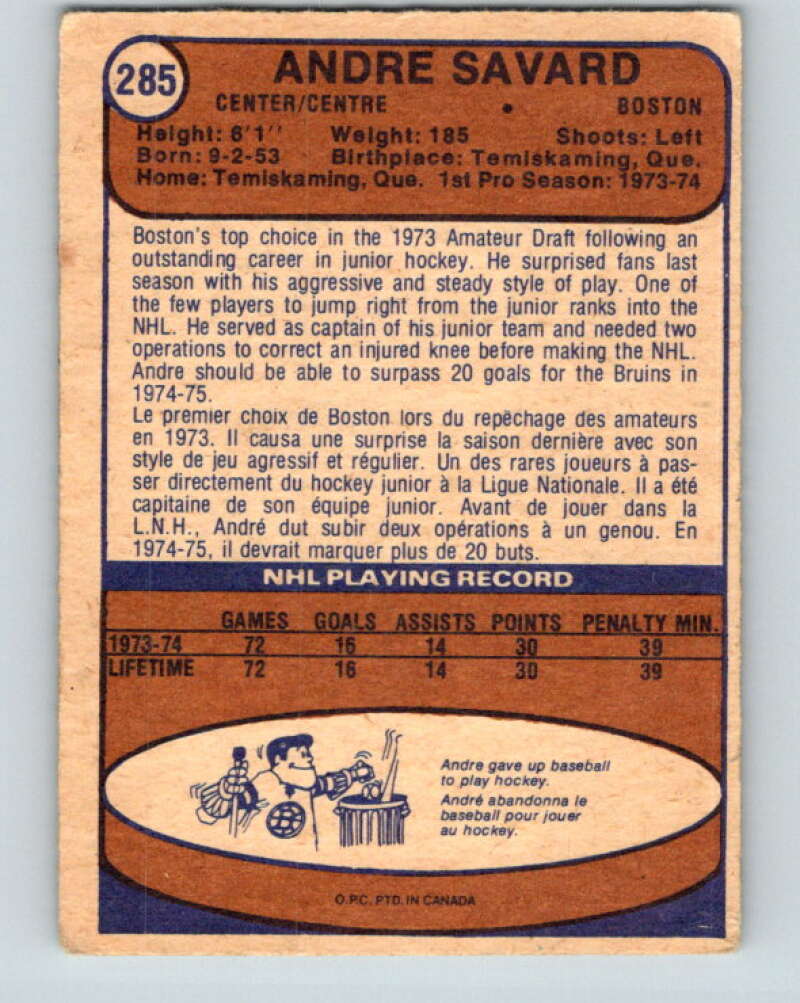 285
ANDRE SAVARD
CENTER/CENTRE • BOSTON
Height: 6'1'' Weight: 185 Shoots: Left
Born: 9-2-53 Birthplace: Temiskaming, Que.
Home: Temiskaming, Que. 1st Pro Season: 1973-74
Boston's top choice in the 1973 Amateur Draft following an
outstanding career in junior hockey. He surprised fans last
season with his aggressive and steady style of play. One of
the few players to jump right from the junior ranks into the
NHL. He served as captain of his junior team and needed two
operations to correct an injured knee before making the NHL.
Andre should be able to surpass 20 goals for the Bruins in
1974-75.
Le premier choix de Boston lors du repêchage des amateurs
en 1973. Il causa une surprise la saison dernière avec son
style de jeu agressif et régulier. Un des rares joueurs à pas-
ser directement du hockey junior à la Ligue Nationale. Il a été
capitaine de son équipe junior. Avant de jouer dans la
L.N.H., André dut subir deux opérations à un genou. En
1974-75, il devrait marquer plus de 20 buts.
NHL PLAYING RECORD
GAMES GOALS ASSISTS POINTS PENALTY MIN.
1973-74 72 16 14 30 39
LIFETIME 72 16 14 30 39
Andre gave up baseball
to play hockey.
André abandonna le
baseball pour jouer
au hockey.
O.P.C. PTD. IN CANADA